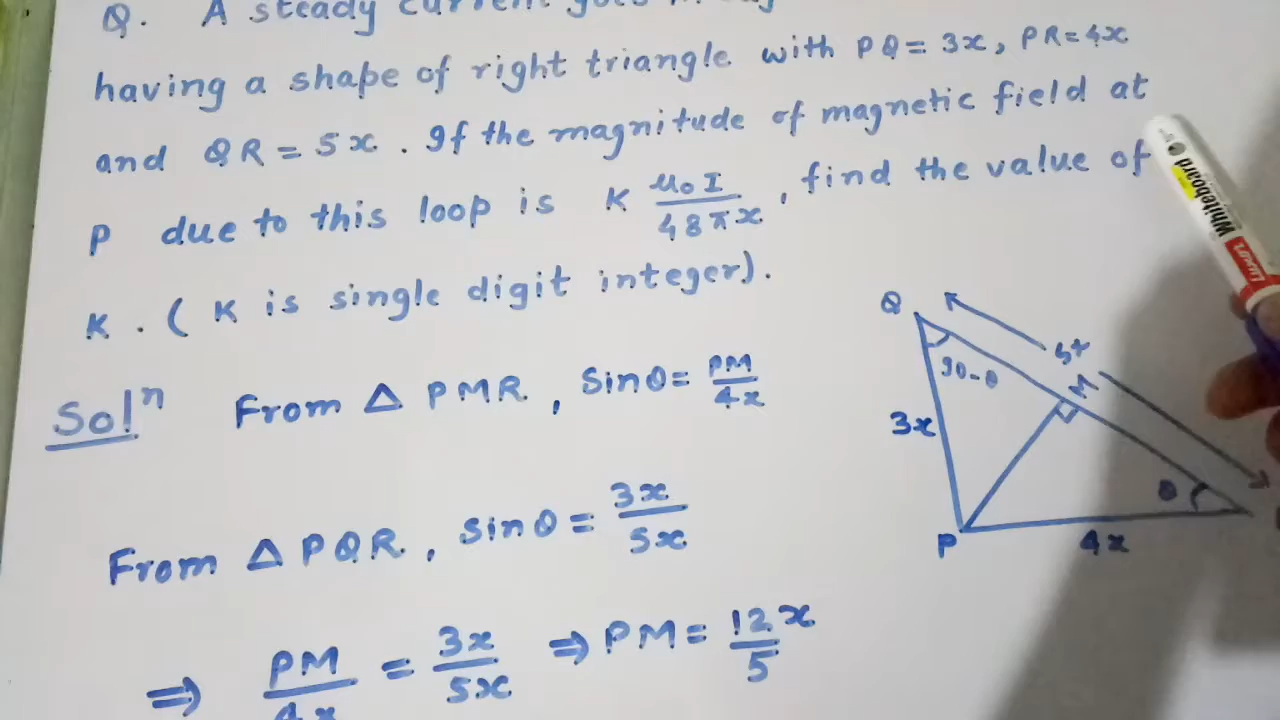 Q. A steady current goes
having a shape of right triangle with PQ = 3x, PR = 4x
and QR = 5x. If the magnitude of magnetic field at
P due to this loop is K μ₀I/48πx, find the value of
K. ( K is single digit integer).
Solⁿ From Δ PMR, Sinθ = PM/4x
From Δ PQR, Sinθ = 3x/5x
⇒ PM/4x = 3x/5x ⇒ PM = 12x/5
Q
5x
90-θ
M
3x
θ
P
4x
Whiteboard
Luxor